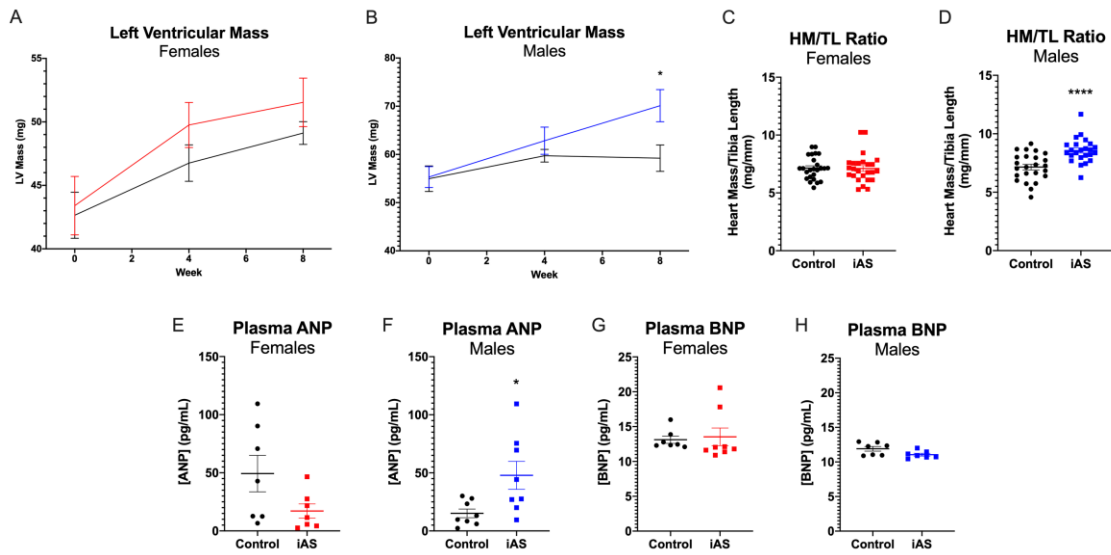 A
Left Ventricular Mass
Females
LV Mass (mg)
55
50
45
40
0
2
4
6
8
Week
B
Left Ventricular Mass
Males
LV Mass (mg)
100
90
80
70
60
50
40
*
0
2
4
6
8
Week
C
HM/TL Ratio
Females
Heart Mass/Tibia Length
(mg/mm)
15
10
5
0
Control
iAS
D
HM/TL Ratio
Males
Heart Mass/Tibia Length
(mg/mm)
15
10
5
0
****
Control
iAS
E
Plasma ANP
Females
[ANP] (pg/mL)
150
100
50
0
Control
iAS
F
Plasma ANP
Males
[ANP] (pg/mL)
150
100
50
0
*
Control
iAS
G
Plasma BNP
Females
[BNP] (pg/mL)
25
20
15
10
5
0
Control
iAS
H
Plasma BNP
Males
[BNP] (pg/mL)
25
20
15
10
5
0
Control
iAS